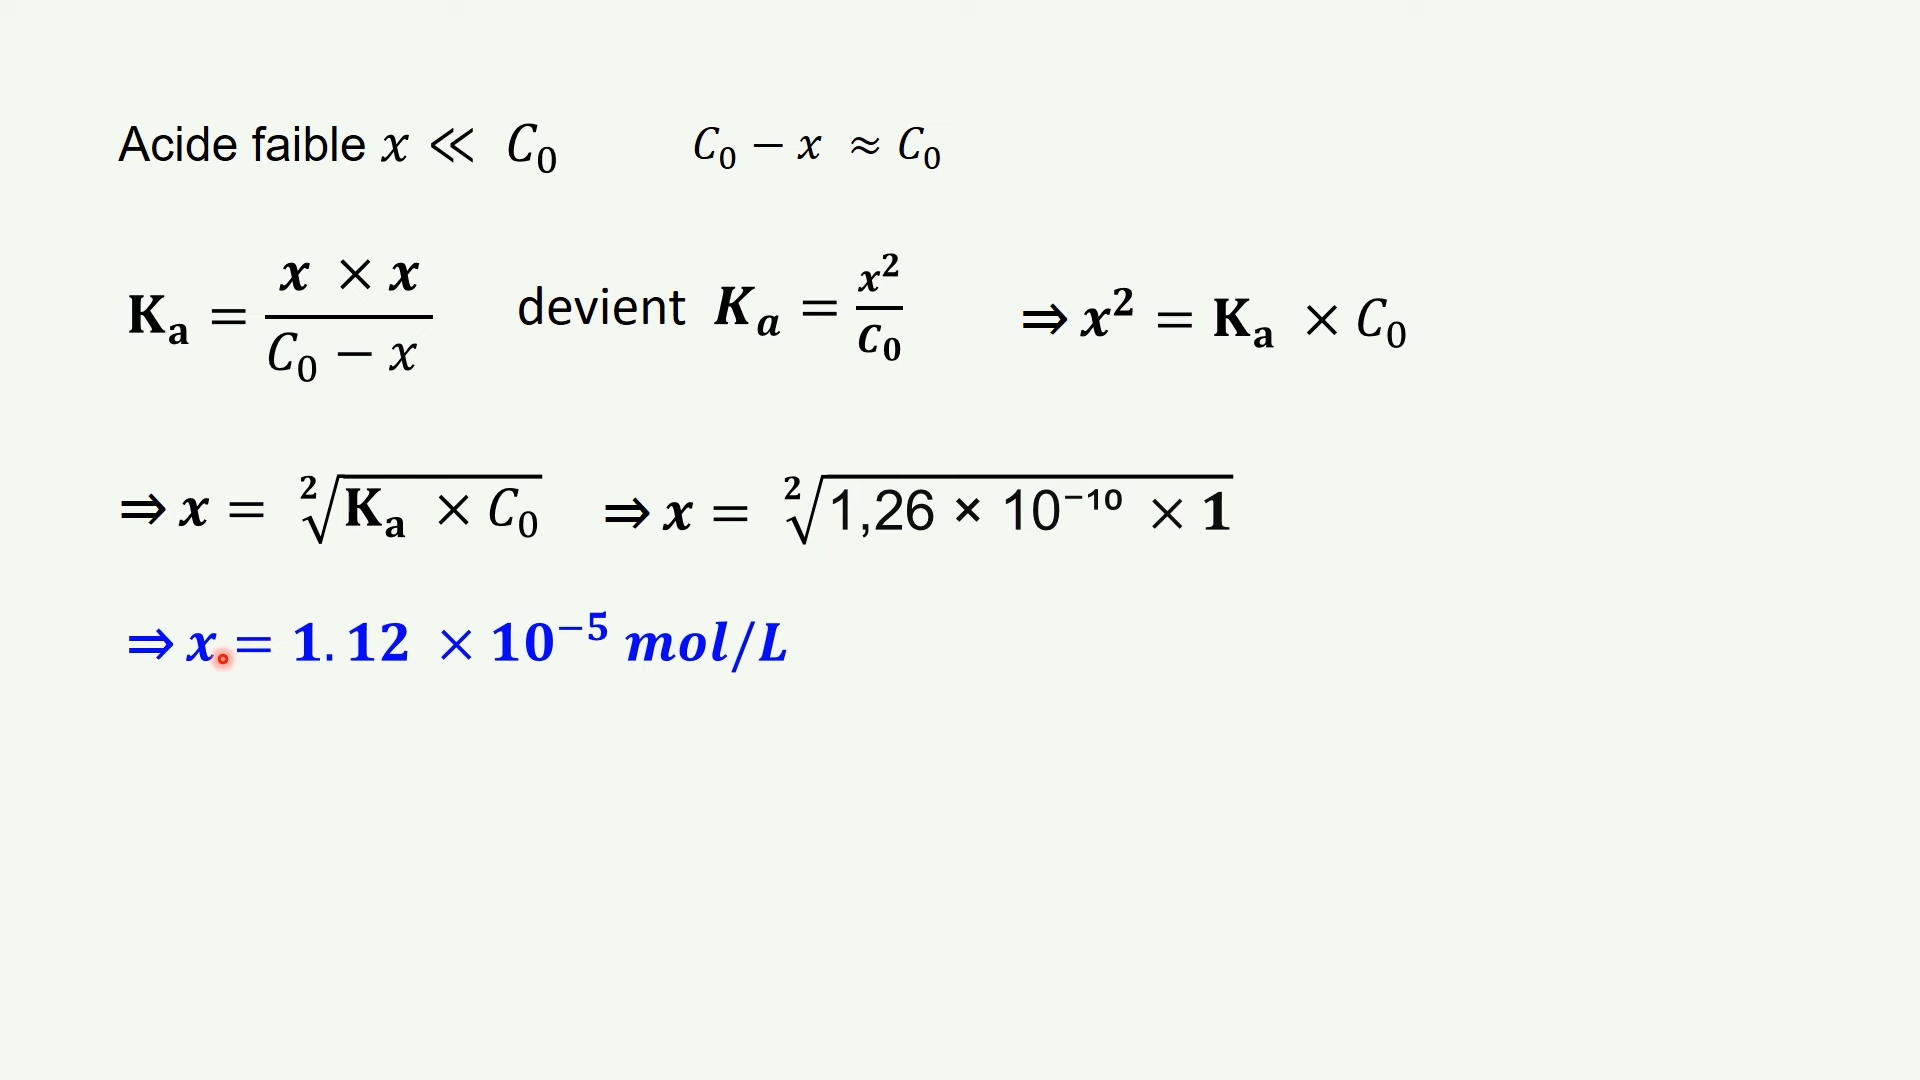 Acide faible x ≪ C₀ C₀ − x ≈ C₀
Kₐ = (x × x)/(C₀ − x) devient Kₐ = x²/C₀ ⇒ x² = Kₐ × C₀
⇒ x = ²√(Kₐ × C₀) ⇒ x = ²√(1,26 × 10⁻¹⁰ × 1)
⇒ x = 1.12 × 10⁻⁵ mol/L